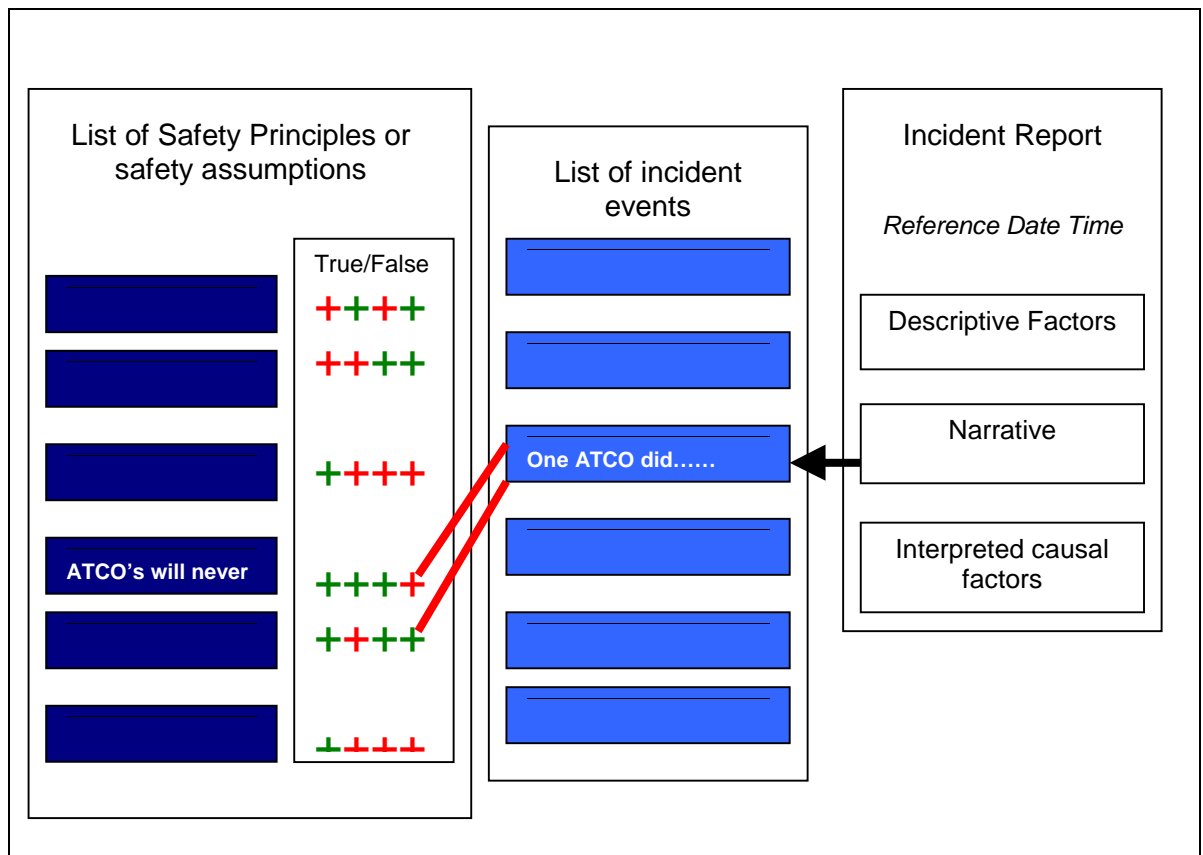 List of Safety Principles or
safety assumptions
True/False
ATCO's will never
List of incident
events
One ATCO did......
Incident Report
Reference Date Time
Descriptive Factors
Narrative
Interpreted causal
factors